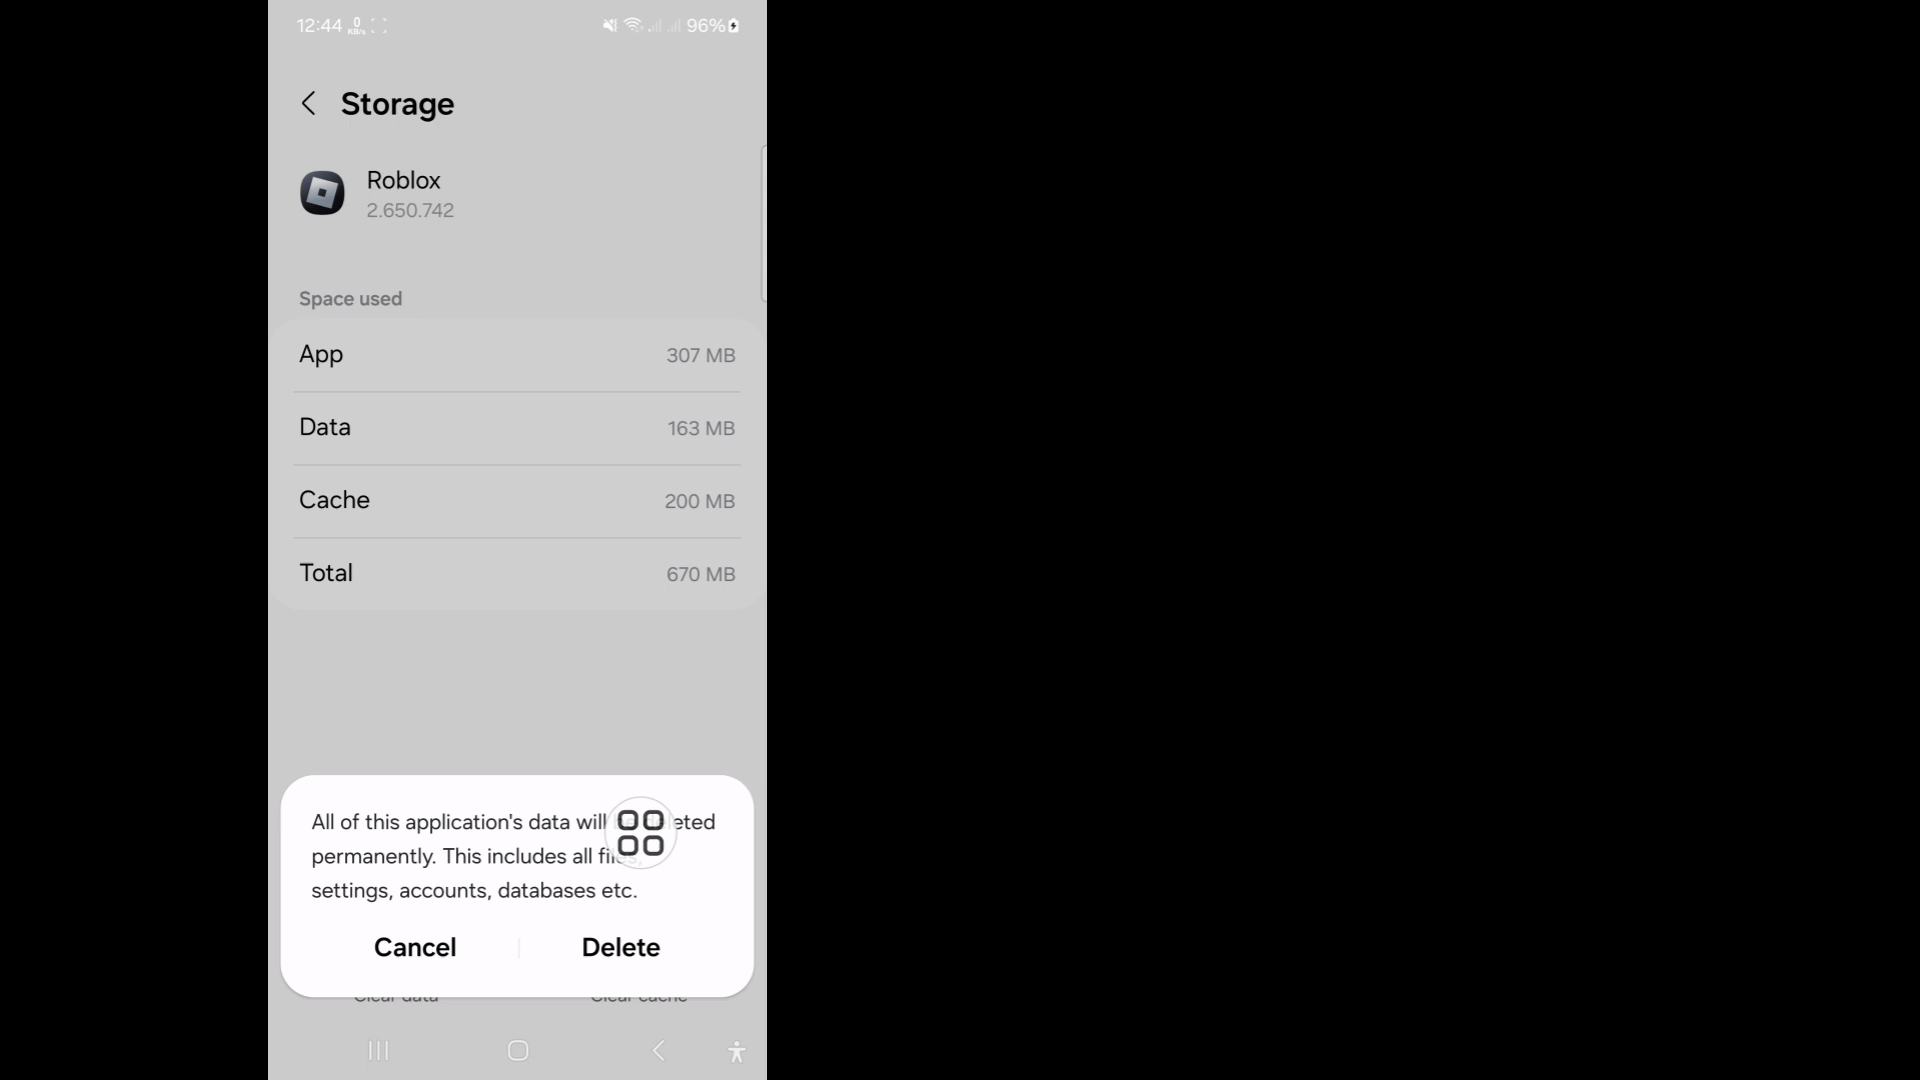 12:44 0 KB/s 96%
Storage
Roblox
2.650.742
Space used
App 307 MB
Data 163 MB
Cache 200 MB
Total 670 MB
All of this application's data will be deleted
permanently. This includes all files,
settings, accounts, databases etc.
Cancel Delete
Clear data Clear cache